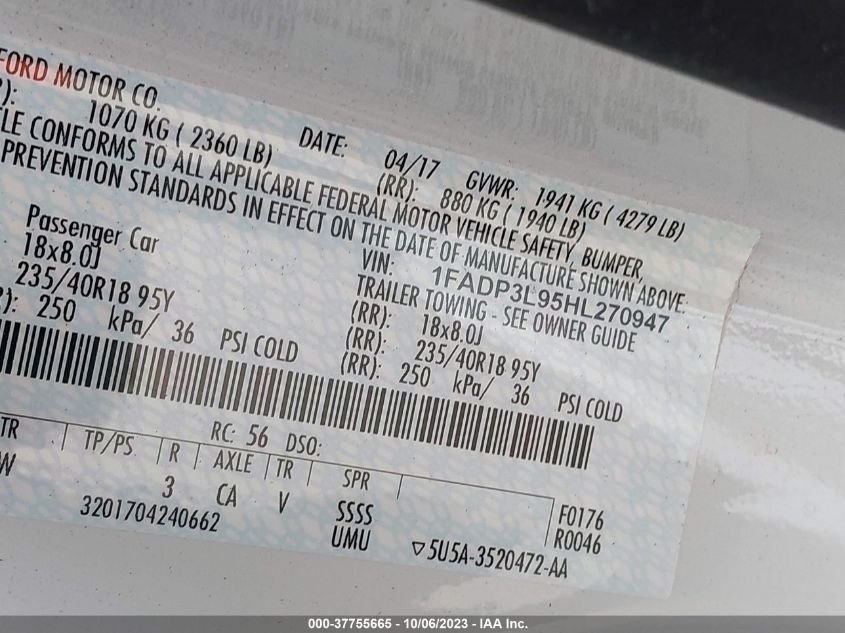 FORD MOTOR CO.
DATE: 04/17 GVWR: 1941 KG ( 4279 LB)
1070 KG ( 2360 LB) (RR): 880 KG ( 1940 LB)
CONFORMS TO ALL APPLICABLE FEDERAL MOTOR VEHICLE SAFETY, BUMPER,
PREVENTION STANDARDS IN EFFECT ON THE DATE OF MANUFACTURE SHOWN ABOVE.
VIN: 1FADP3L95HL270947
Passenger Car TRAILER TOWING - SEE OWNER GUIDE
18x8.0J (RR): 18x8.0J
235/40R18 95Y (RR): 235/40R18 95Y
250 kPa/ 36 PSI COLD (RR): 250 kPa/ 36 PSI COLD
RC: 56 DSO:
TR TP/PS R AXLE TR SPR
W 3 CA V SSSS F0176
3201704240662 UMU R0046
▽5U5A-3520472-AA
000-37755665 - 10/06/2023 - IAA Inc.